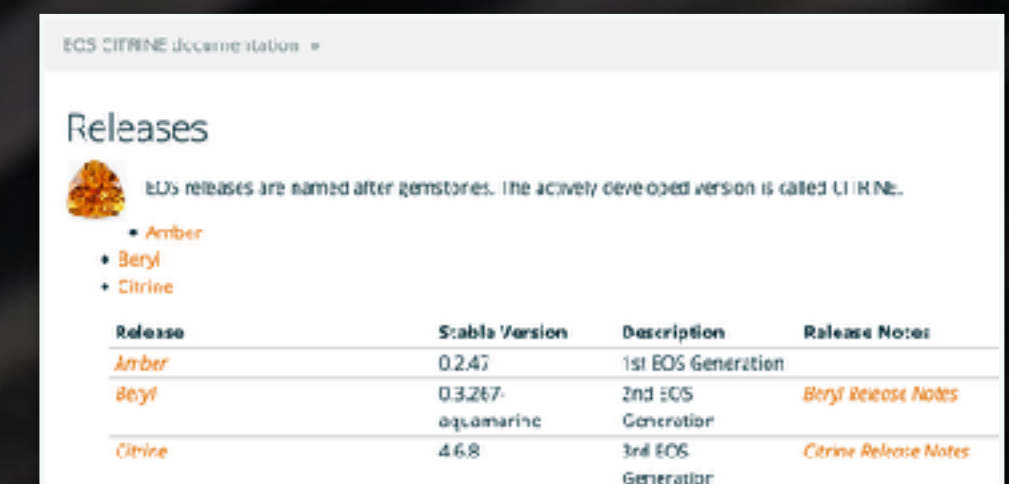 EOS CITRINE documentation »
Releases
EOS releases are named after gemstones. The actively developed version is called CITRINE.
• Amber
• Beryl
• Citrine
Release Stable Version Description Release Notes
Amber 0.2.47 1st EOS Generation
Beryl 0.3.267- 2nd EOS Beryl Release Notes
aquamarine Generation
Citrine 4.6.8 3rd EOS Citrine Release Notes
Generation